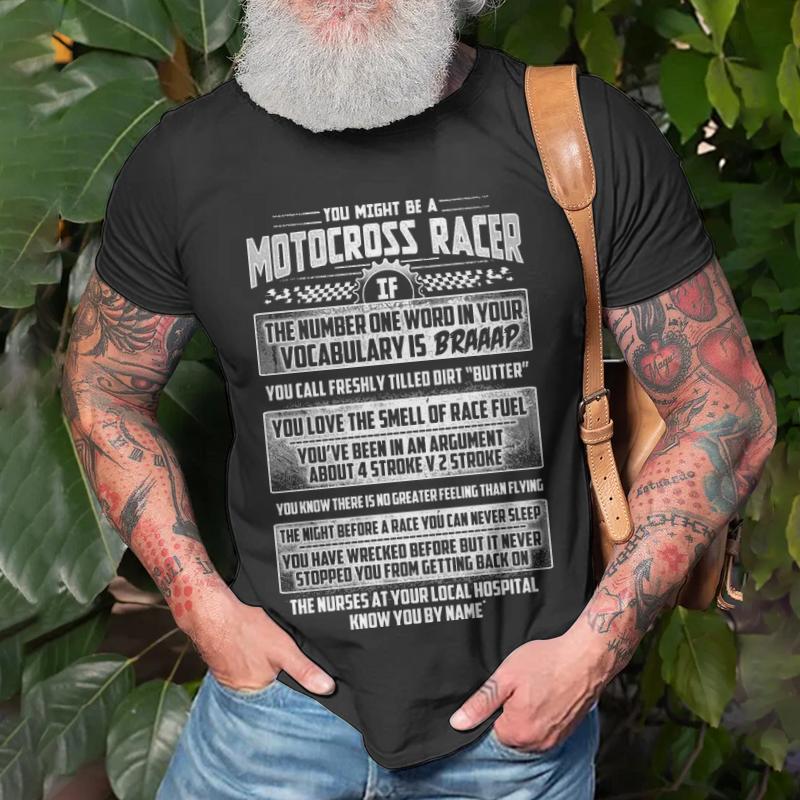 YOU MIGHT BE A
MOTOCROSS RACER
IF
THE NUMBER ONE WORD IN YOUR
VOCABULARY IS BRAAAP
YOU CALL FRESHLY TILLED DIRT "BUTTER"
YOU LOVE THE SMELL OF RACE FUEL
YOU'VE BEEN IN AN ARGUMENT
ABOUT 4 STROKE V 2 STROKE
YOU KNOW THERE IS NO GREATER FEELING THAN FLYING
THE NIGHT BEFORE A RACE YOU CAN NEVER SLEEP
YOU HAVE WRECKED BEFORE BUT IT NEVER
STOPPED YOU FROM GETTING BACK ON
THE NURSES AT YOUR LOCAL HOSPITAL
KNOW YOU BY NAME